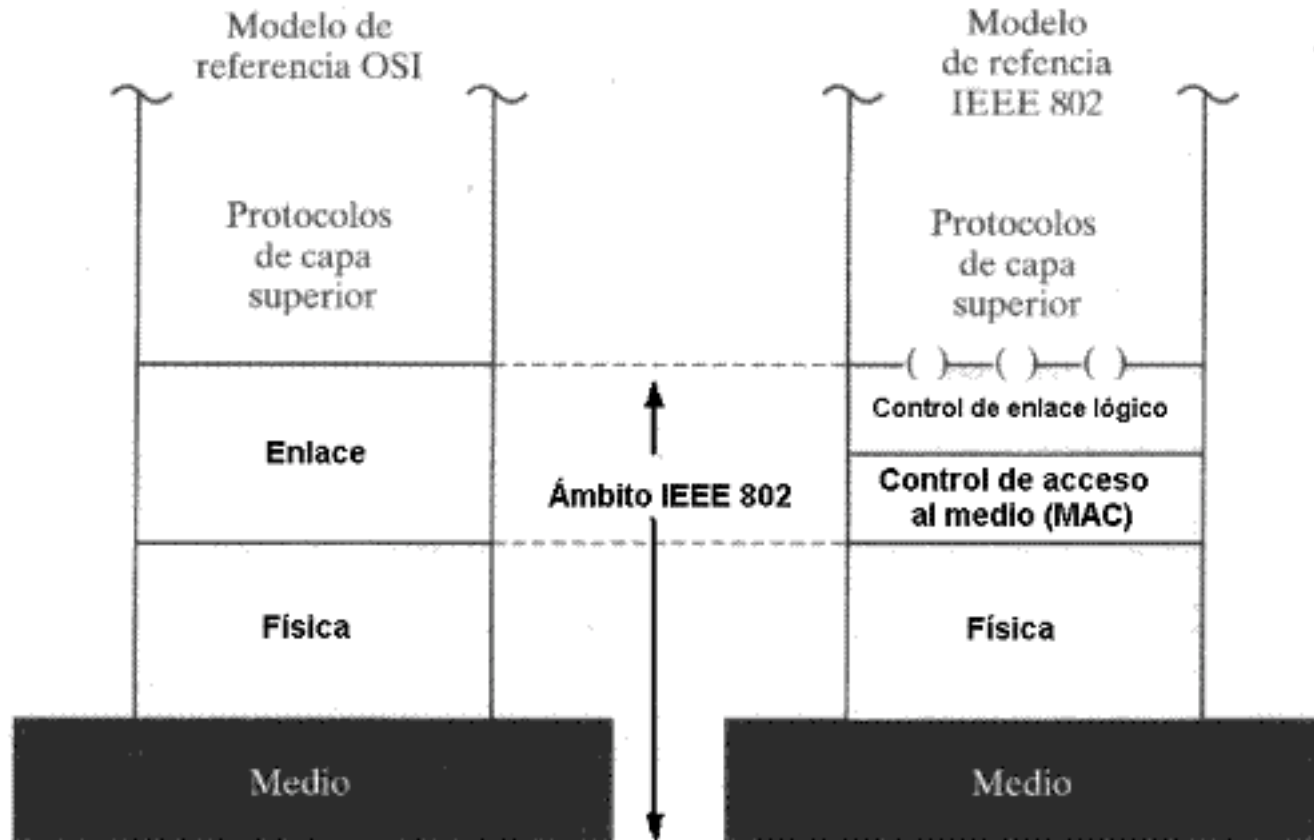 Modelo de
referencia OSI
Protocolos
de capa
superior
Enlace
Física
Medio
Ámbito IEEE 802
Modelo
de refencia
IEEE 802
Protocolos
de capa
superior
Control de enlace lógico
Control de acceso
al medio (MAC)
Física
Medio